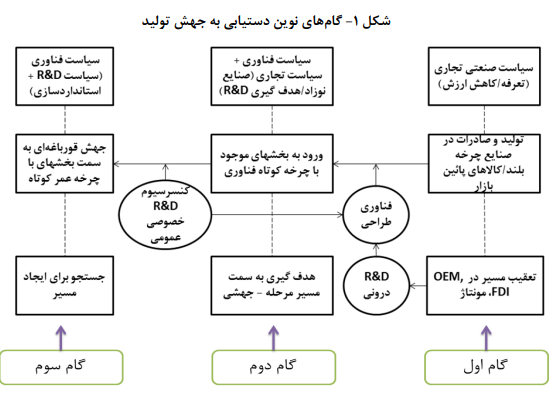 شکل ۱- گام‌های نوین دستیابی به جهش تولید
سیاست صنعتی تجاری
(تعرفه/کاهش ارزش)
سیاست فناوری +
سیاست تجاری (صنایع
نوزاد/هدف گیری R&D)
سیاست فناوری
(سیاست R&D +
استانداردسازی)
تولید و صادرات در
صنایع چرخه
بلند/کالاهای پائین
بازار
ورود به بخشهای موجود
با چرخه کوتاه فناوری
جهش قورباغه‌ای به
سمت بخشهای با
چرخه عمر کوتاه
فناوری
طراحی
کنسرسیوم
R&D
خصوصی
عمومی
تعقیب مسیر در OEM,
FDI، مونتاژ
R&D
درونی
هدف گیری به سمت
مسیر مرحله - جهشی
جستجو برای ایجاد
مسیر
گام اول
گام دوم
گام سوم